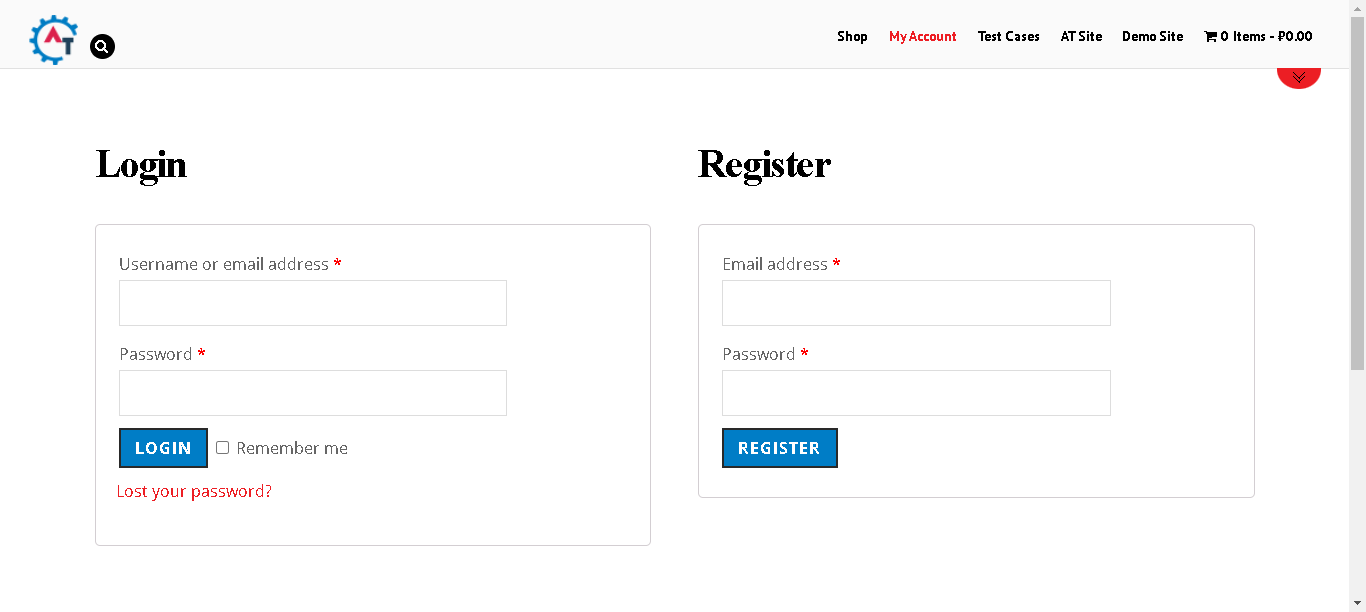 AT
Shop My Account Test Cases AT Site Demo Site 0 Items - ₽0.00
Login
Username or email address *
Password *
LOGIN Remember me
Lost your password?
Register
Email address *
Password *
REGISTER